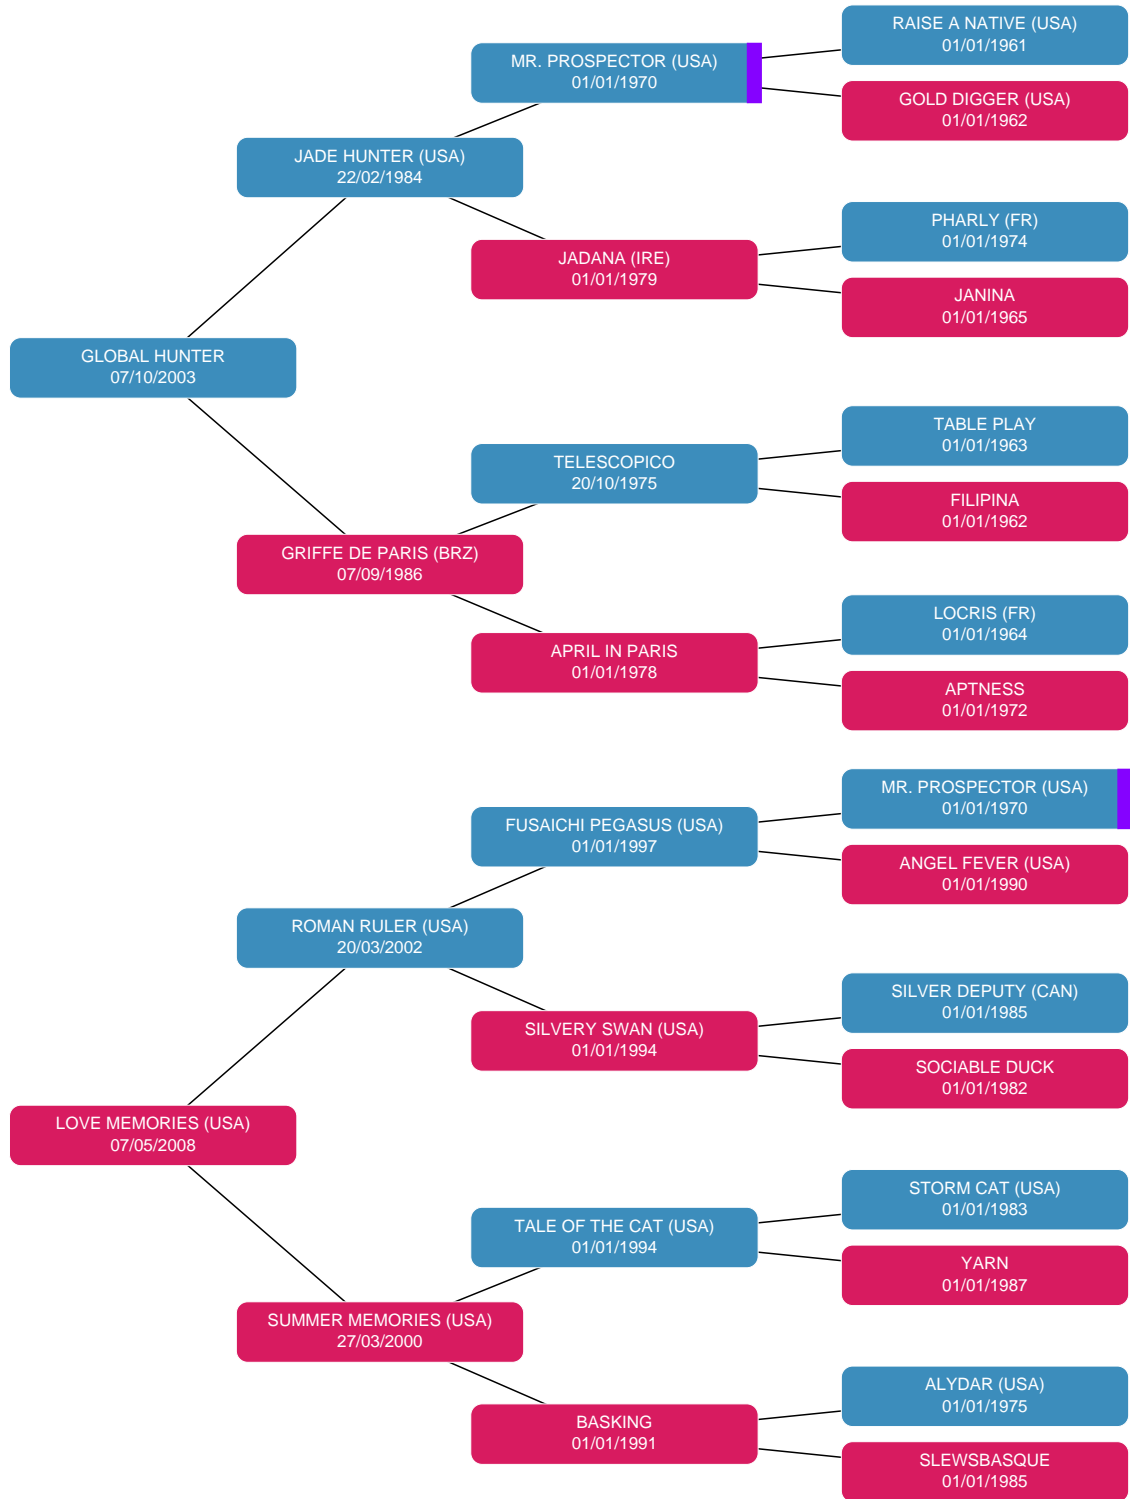 RAISE A NATIVE (USA)
01/01/1961
MR. PROSPECTOR (USA)
01/01/1970
GOLD DIGGER (USA)
01/01/1962
JADE HUNTER (USA)
22/02/1984
PHARLY (FR)
01/01/1974
JADANA (IRE)
01/01/1979
JANINA
01/01/1965
GLOBAL HUNTER
07/10/2003
TABLE PLAY
01/01/1963
TELESCOPICO
20/10/1975
FILIPINA
01/01/1962
GRIFFE DE PARIS (BRZ)
07/09/1986
LOCRIS (FR)
01/01/1964
APRIL IN PARIS
01/01/1978
APTNESS
01/01/1972
MR. PROSPECTOR (USA)
01/01/1970
FUSAICHI PEGASUS (USA)
01/01/1997
ANGEL FEVER (USA)
01/01/1990
ROMAN RULER (USA)
20/03/2002
SILVER DEPUTY (CAN)
01/01/1985
SILVERY SWAN (USA)
01/01/1994
SOCIABLE DUCK
01/01/1982
LOVE MEMORIES (USA)
07/05/2008
STORM CAT (USA)
01/01/1983
TALE OF THE CAT (USA)
01/01/1994
YARN
01/01/1987
SUMMER MEMORIES (USA)
27/03/2000
ALYDAR (USA)
01/01/1975
BASKING
01/01/1991
SLEWSBASQUE
01/01/1985